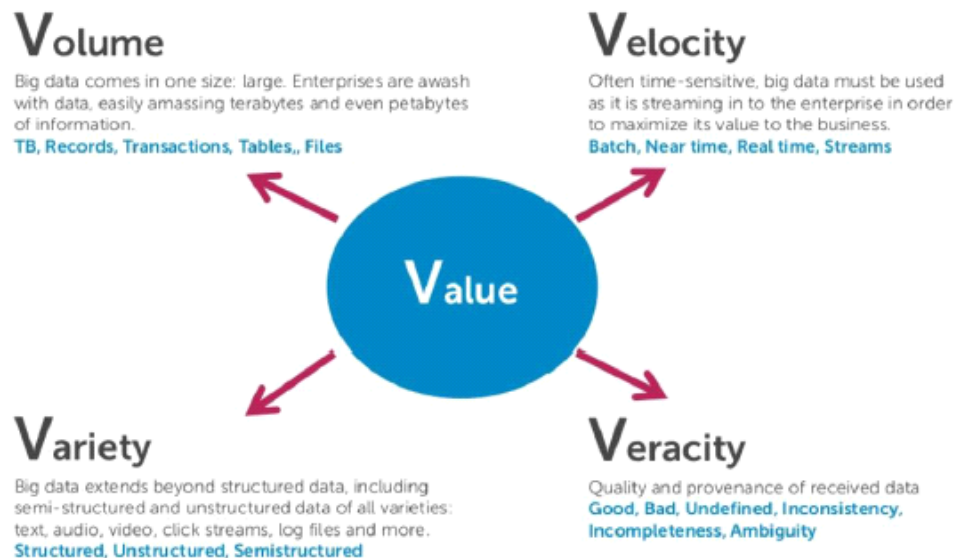 Volume
Big data comes in one size: large. Enterprises are awash
with data, easily amassing terabytes and even petabytes
of information.
TB, Records, Transactions, Tables,, Files
Velocity
Often time-sensitive, big data must be used
as it is streaming in to the enterprise in order
to maximize its value to the business.
Batch, Near time, Real time, Streams
Value
Variety
Big data extends beyond structured data, including
semi-structured and unstructured data of all varieties:
text, audio, video, click streams, log files and more.
Structured, Unstructured, Semistructured
Veracity
Quality and provenance of received data
Good, Bad, Undefined, Inconsistency,
Incompleteness, Ambiguity